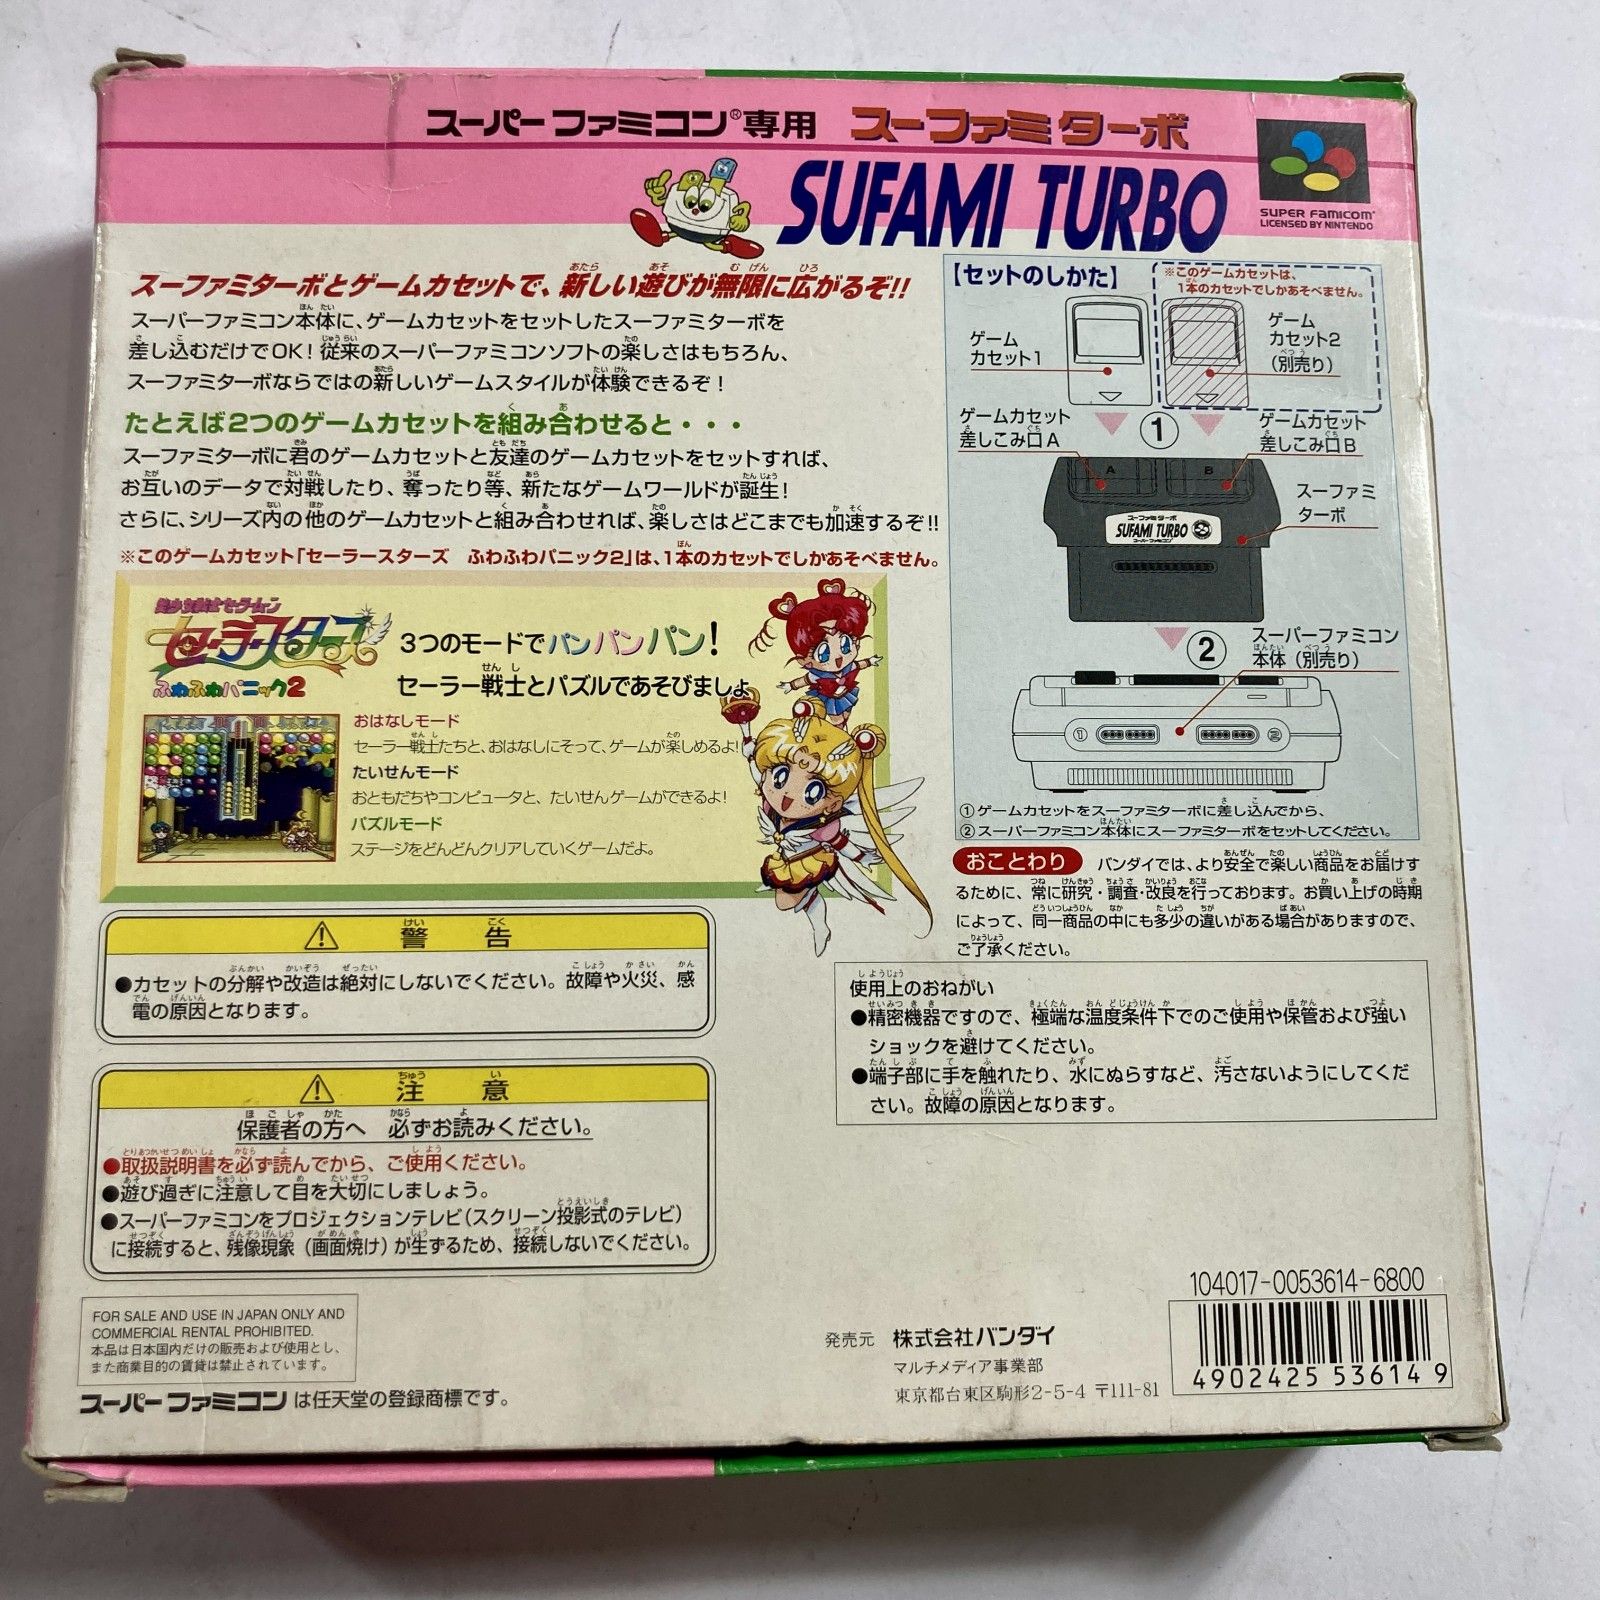 スーパーファミコン®専用 スーファミターボ
SUFAMI TURBO
SUPER FAMICOM
LICENSED BY NINTENDO
スーファミターボとゲームカセットで、新しい遊びが無限に広がるぞ!!
スーパーファミコン本体に、ゲームカセットをセットしたスーファミターボを
差し込むだけでOK!従来のスーパーファミコンソフトの楽しさはもちろん、
スーファミターボならではの新しいゲームスタイルが体験できるぞ!
たとえば2つのゲームカセットを組み合わせると・・・
スーファミターボに君のゲームカセットと友達のゲームカセットをセットすれば、
お互いのデータで対戦したり、奪ったり等、新たなゲームワールドが誕生!
さらに、シリーズ内の他のゲームカセットと組み合わせれば、楽しさはどこまでも加速するぞ!!
※このゲームカセット「セーラースターズ ふわふわパニック2」は、1本のカセットでしかあそべません。
美少女戦士セーラームーン
セーラースターズ
ふわふわパニック2
3つのモードでパンパンパン!
セーラー戦士とパズルであそびましょ
おはなしモード
セーラー戦士たちと、おはなしにそって、ゲームが楽しめるよ!
たいせんモード
おともだちやコンピュータと、たいせんゲームができるよ!
パズルモード
ステージをどんどんクリアしていくゲームだよ。
【セットのしかた】
※このゲームカセットは、
1本のカセットでしかあそべません。
ゲーム
カセット1
ゲーム
カセット2
(別売り)
ゲームカセット
差しこみ口A
①
ゲームカセット
差しこみ口B
A B
スーファミ
ターボ
スーファミターボ
SUFAMI TURBO
スーパーファミコン
②
スーパーファミコン
本体(別売り)
① ②
①ゲームカセットをスーファミターボに差し込んでから、
②スーパーファミコン本体にスーファミターボをセットしてください。
おことわり バンダイでは、より安全で楽しい商品をお届けす
るために、常に研究・調査・改良を行っております。お買い上げの時期
によって、同一商品の中にも多少の違いがある場合がありますので、
ご了承ください。
警告
●カセットの分解や改造は絶対にしないでください。故障や火災、感
電の原因となります。
使用上のおねがい
●精密機器ですので、極端な温度条件下でのご使用や保管および強い
ショックを避けてください。
●端子部に手を触れたり、水にぬらすなど、汚さないようにしてくだ
さい。故障の原因となります。
注意
保護者の方へ 必ずお読みください。
●取扱説明書を必ず読んでから、ご使用ください。
●遊び過ぎに注意して目を大切にしましょう。
●スーパーファミコンをプロジェクションテレビ(スクリーン投影式のテレビ)
に接続すると、残像現象(画面焼け)が生ずるため、接続しないでください。
FOR SALE AND USE IN JAPAN ONLY AND
COMMERCIAL RENTAL PROHIBITED.
本品は日本国内だけの販売および使用とし、
また商業目的の賃貸は禁止されています。
スーパーファミコンは任天堂の登録商標です。
発売元 株式会社バンダイ
マルチメディア事業部
東京都台東区駒形2-5-4 〒111-81
104017-0053614-6800
4902425 536149